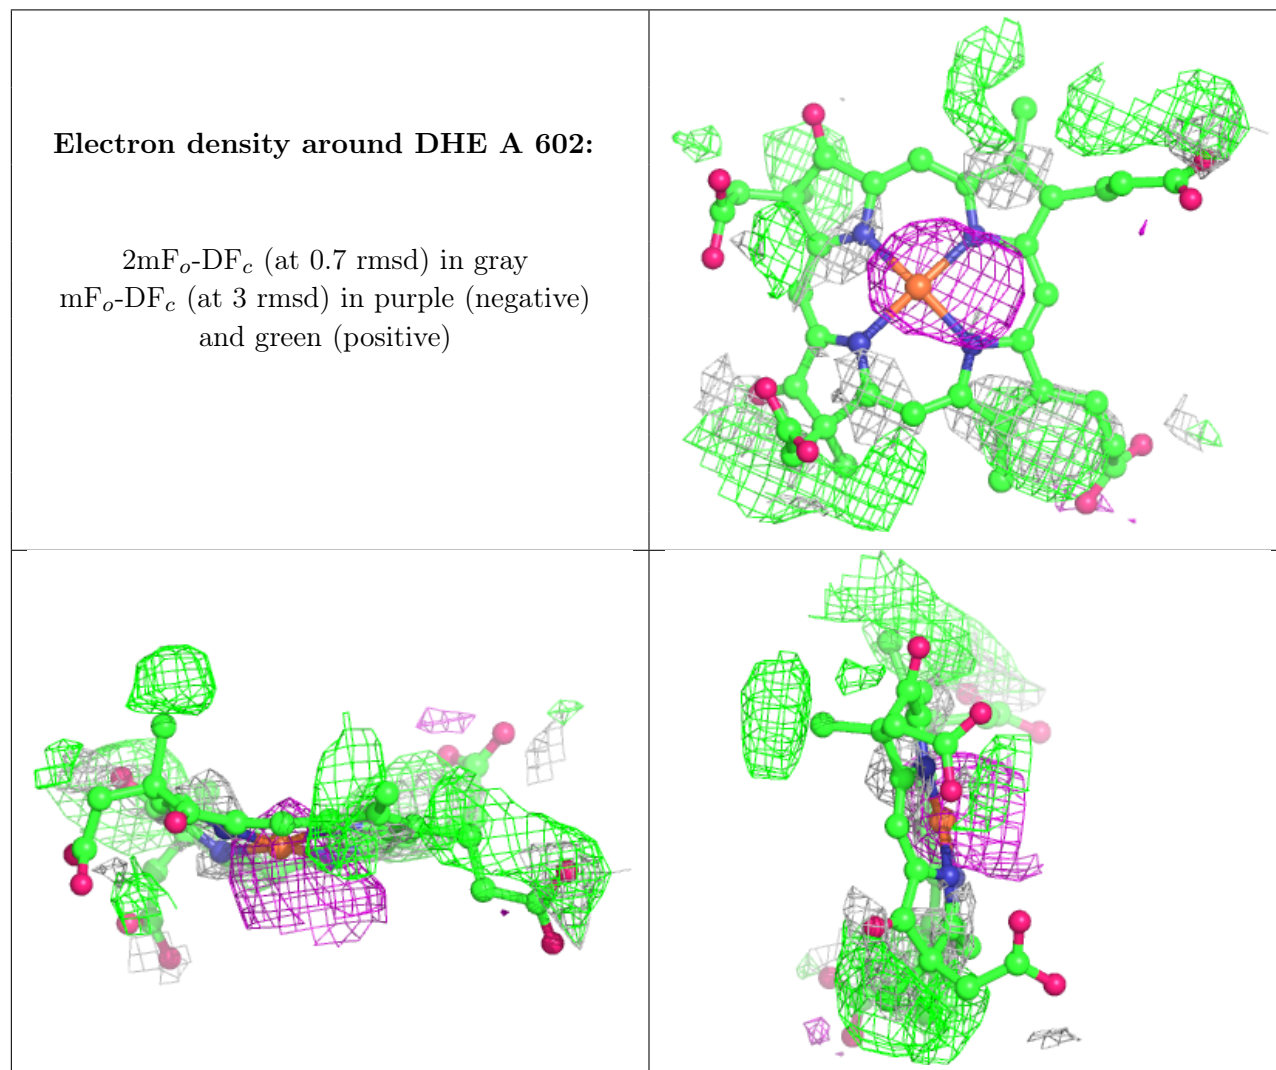 Electron density around DHE A 602:
2mFo-DFc (at 0.7 rmsd) in gray
mFo-DFc (at 3 rmsd) in purple (negative)
and green (positive)